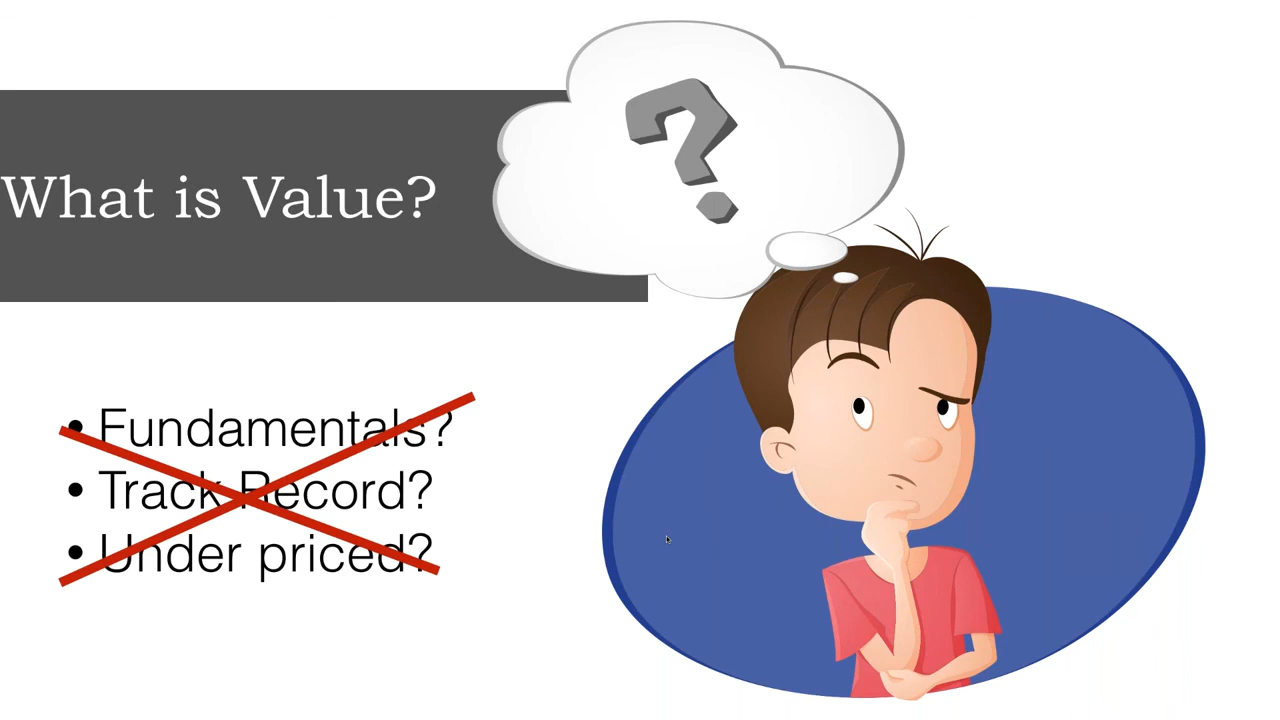 What is Value?
• Fundamentals?
• Track Record?
• Under priced?
?